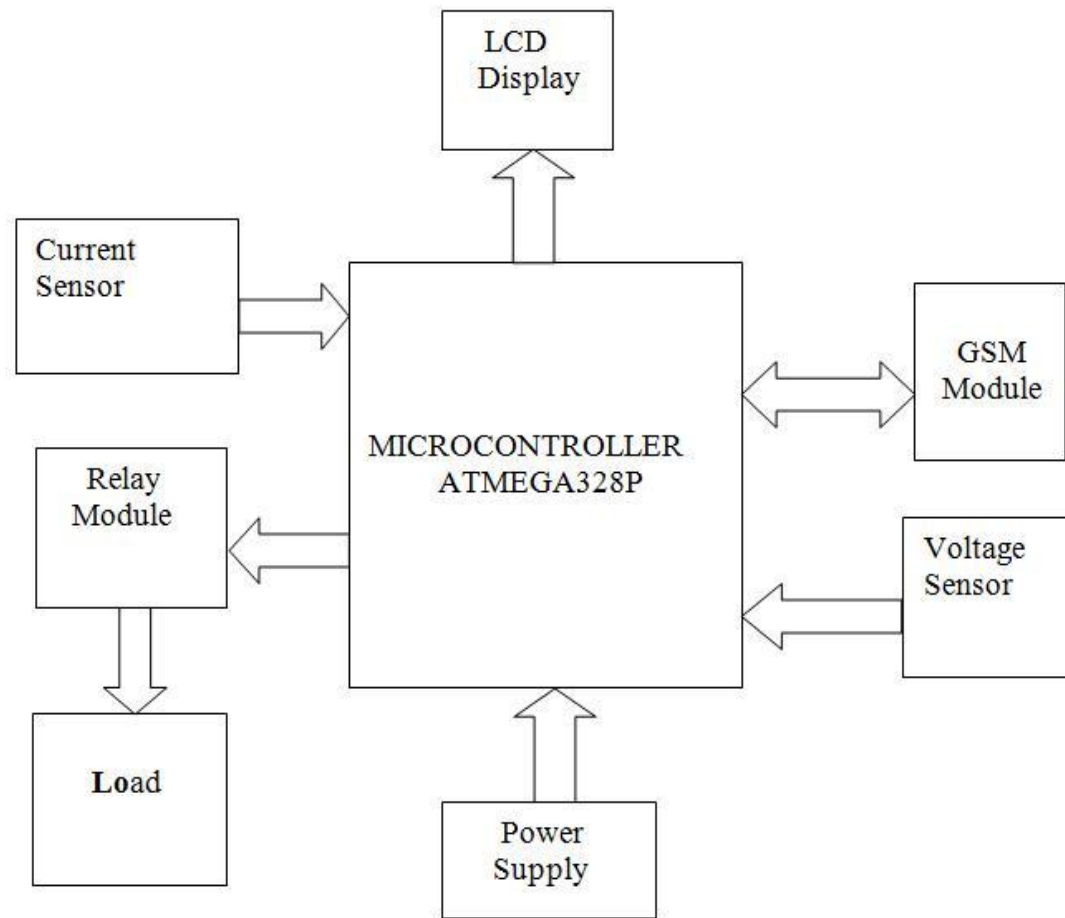 LCD
Display
Current
Sensor
GSM
Module
MICROCONTROLLER
ATMEGA328P
Relay
Module
Voltage
Sensor
Load
Power
Supply